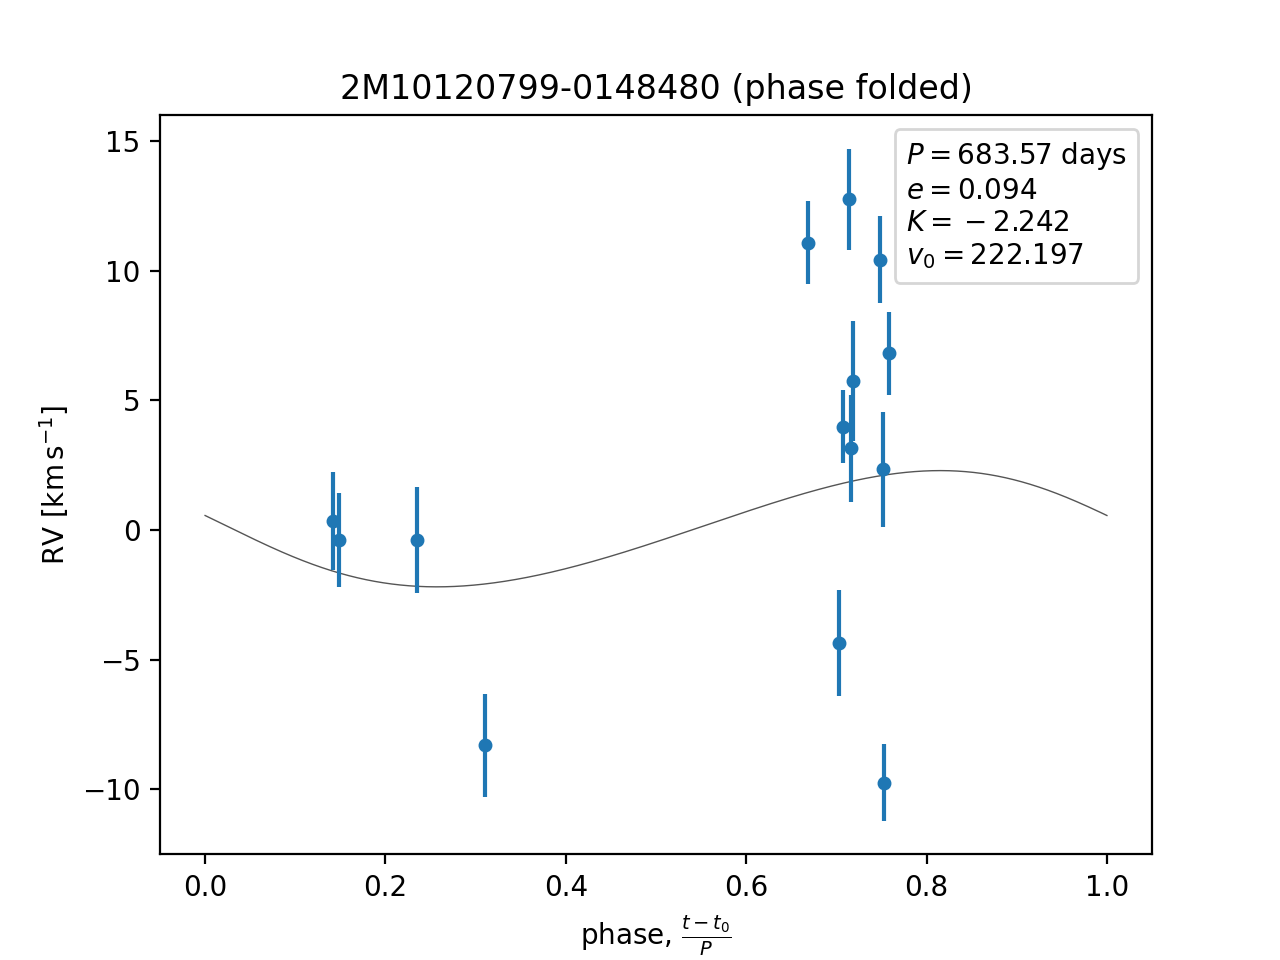 2M10120799-0148480 (phase folded)
P = 683.57 days
e = 0.094
K = −2.242
v₀ = 222.197
15
10
5
0
−5
−10
RV [km s⁻¹]
0.0 0.2 0.4 0.6 0.8 1.0
phase, (t − t₀)/P